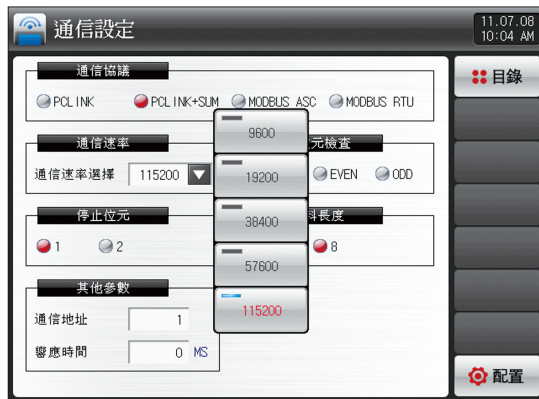 通信設定
11.07.08
10:04 AM
通信協議
PCLINK PCLINK+SUM MODBUS ASC MODBUS RTU
通信速率
元檢查
通信速率選擇 115200
EVEN ODD
9600
19200
38400
57600
115200
停止位元
料長度
1 2
8
其他參數
通信地址 1
響應時間 0 MS
目錄
配置